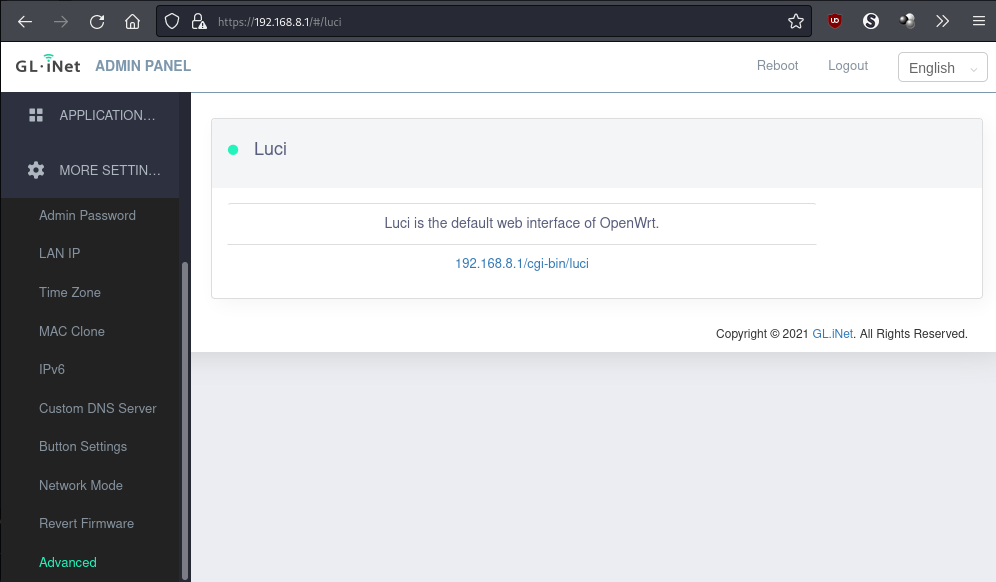 https://192.168.8.1/#/luci
GL·iNet ADMIN PANEL
Reboot
Logout
English
APPLICATION...
MORE SETTIN...
Admin Password
LAN IP
Time Zone
MAC Clone
IPv6
Custom DNS Server
Button Settings
Network Mode
Revert Firmware
Advanced
Luci
Luci is the default web interface of OpenWrt.
192.168.8.1/cgi-bin/luci
Copyright © 2021 GL.iNet. All Rights Reserved.